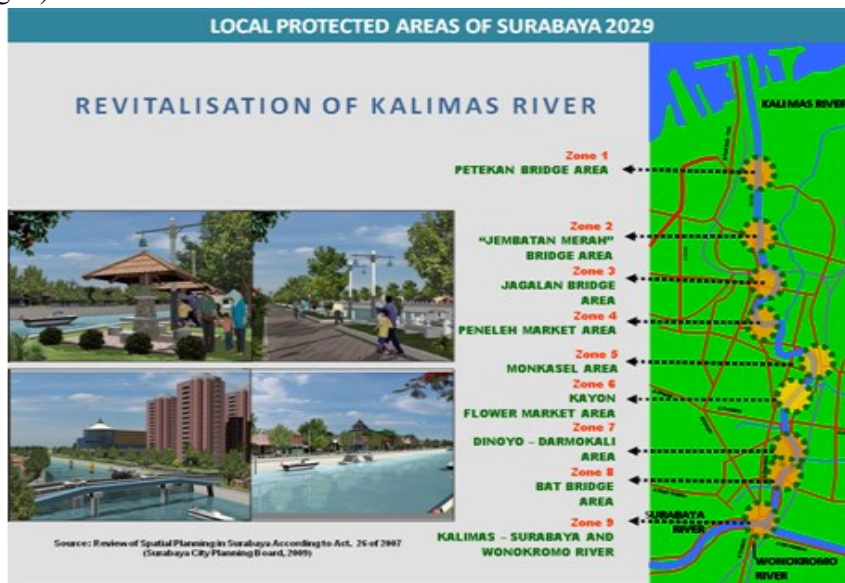 LOCAL PROTECTED AREAS OF SURABAYA 2029
REVITALISATION OF KALIMAS RIVER
KALIMAS RIVER
Zone 1
PETEKAN BRIDGE AREA
Zone 2
“JEMBATAN MERAH”
BRIDGE AREA
Zone 3
JAGALAN BRIDGE
AREA
Zone 4
PENELEH MARKET AREA
Zone 5
MONKASEL AREA
Zone 6
KAYON
FLOWER MARKET AREA
Zone 7
DINOYO – DARMOKALI
AREA
Zone 8
BAT BRIDGE
AREA
Zone 9
KALIMAS – SURABAYA AND
WONOKROMO RIVER
SURABAYA
RIVER
WONOKROMO
RIVER
Source: Review of Spatial Planning in Surabaya According to Act. 26 of 2007
(Surabaya City Planning Board, 2009)